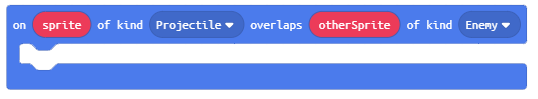 on sprite of kind Projectile overlaps otherSprite of kind Enemy